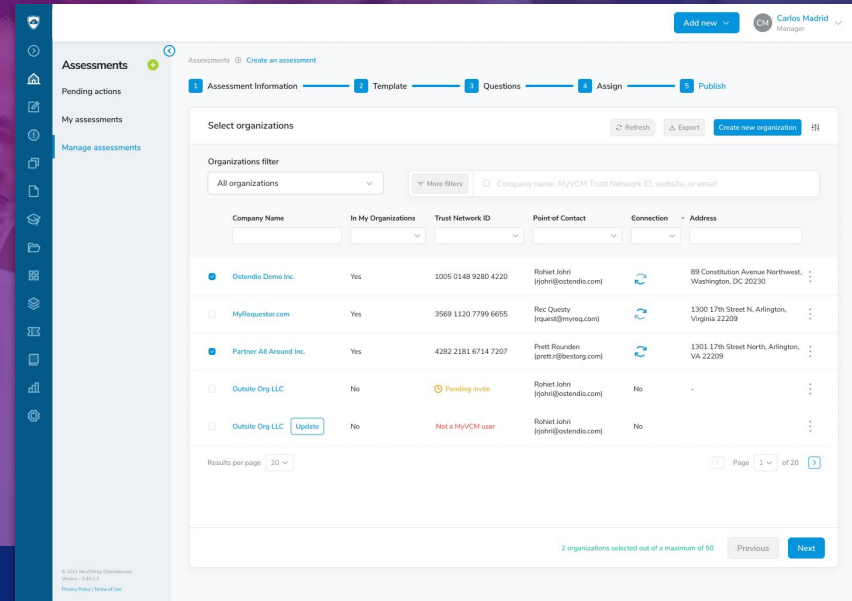 Add new
CM
Carlos Madrid
Manager
Assessments
Pending actions
My assessments
Manage assessments
Assessments
Create an assessment
1 Assessment Information
2 Template
3 Questions
4 Assign
5 Publish
Select organizations
Refresh
Export
Create new organization
Organizations filter
All organizations
More filters
Company name, MyVCM Trust Network ID, website, or email
Company Name In My Organizations Trust Network ID Point of Contact Connection Address
Ostendio Demo Inc. Yes 1005 0148 9280 4220 Rohiet Johri 89 Constitution Avenue Northwest,
(rjohri@ostendio.com) Washington, DC 20230
MyRequestor.com Yes 3569 1120 7799 6655 Rec Questy 1300 17th Street N, Arlington,
(rquest@myreq.com) Virginia 22209
Partner All Around Inc. Yes 4282 2181 6714 7207 Prett Rounden 1301 17th Street North, Arlington,
(prett.r@bestorg.com) VA 22209
Outsite Org LLC No Pending invite Rohiet Johri No -
(rjohri@ostendio.com)
Outsite Org LLC Update No Not a MyVCM user Rohiet Johri No
(rjohri@ostendio.com)
Results per page 20
Page 1 of 20
2 organizations selected out of a maximum of 50
Previous
Next
© 2021 MyVCM by Ostendio.com
Privacy Policy | Terms of Use